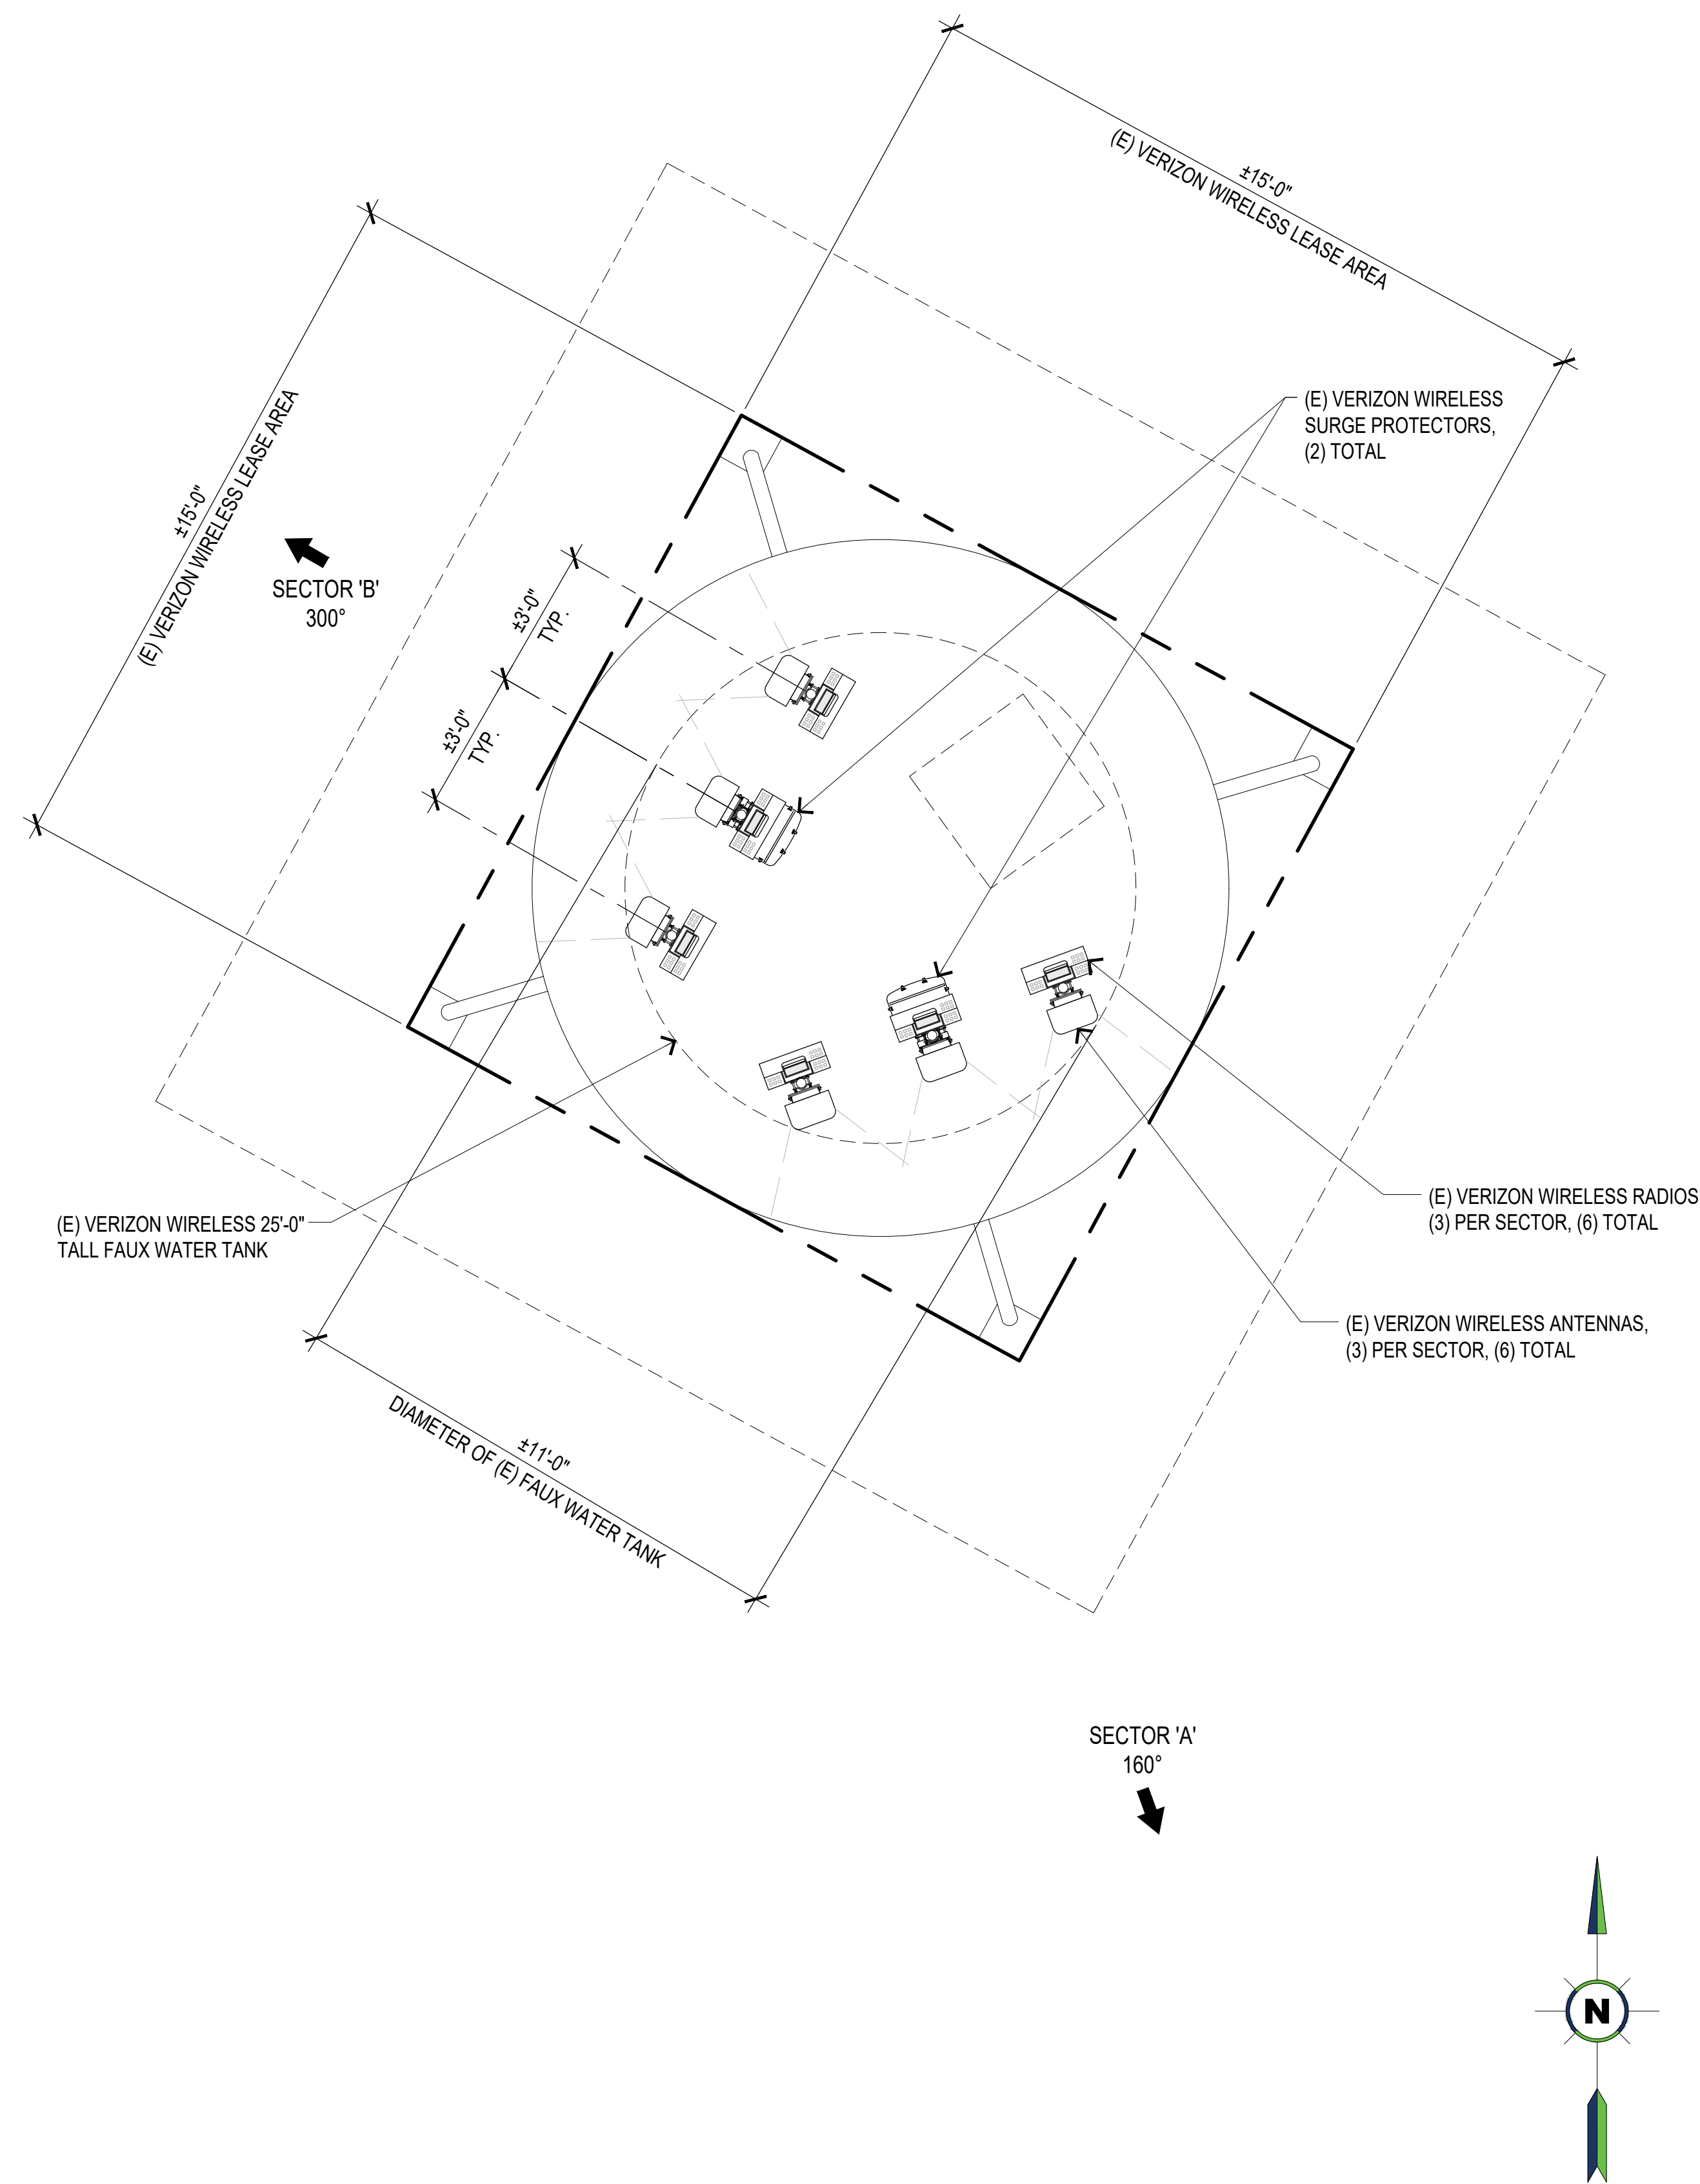 ±15'-0"
(E) VERIZON WIRELESS LEASE AREA
(E) VERIZON WIRELESS
SURGE PROTECTORS,
(2) TOTAL
±15'-0"
(E) VERIZON WIRELESS LEASE AREA
SECTOR 'B'
300°
±3'-0"
TYP.
±3'-0"
TYP.
(E) VERIZON WIRELESS RADIOS
(3) PER SECTOR, (6) TOTAL
(E) VERIZON WIRELESS 25'-0"
TALL FAUX WATER TANK
(E) VERIZON WIRELESS ANTENNAS,
(3) PER SECTOR, (6) TOTAL
±11'-0"
DIAMETER OF (E) FAUX WATER TANK
SECTOR 'A'
160°
N